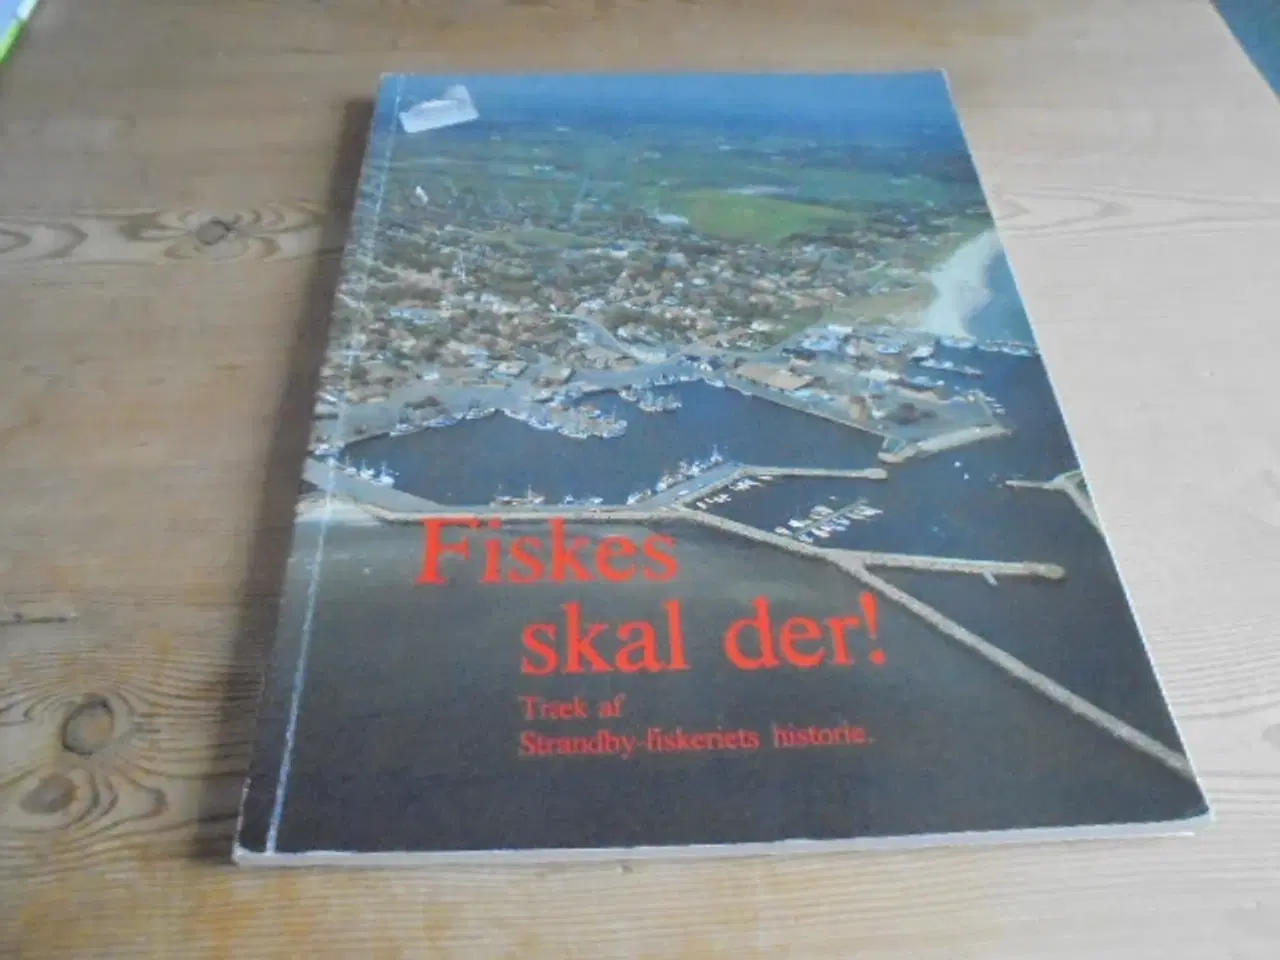 Fiskes
skal der!
Træk af
Strandby-fiskeriets historie.